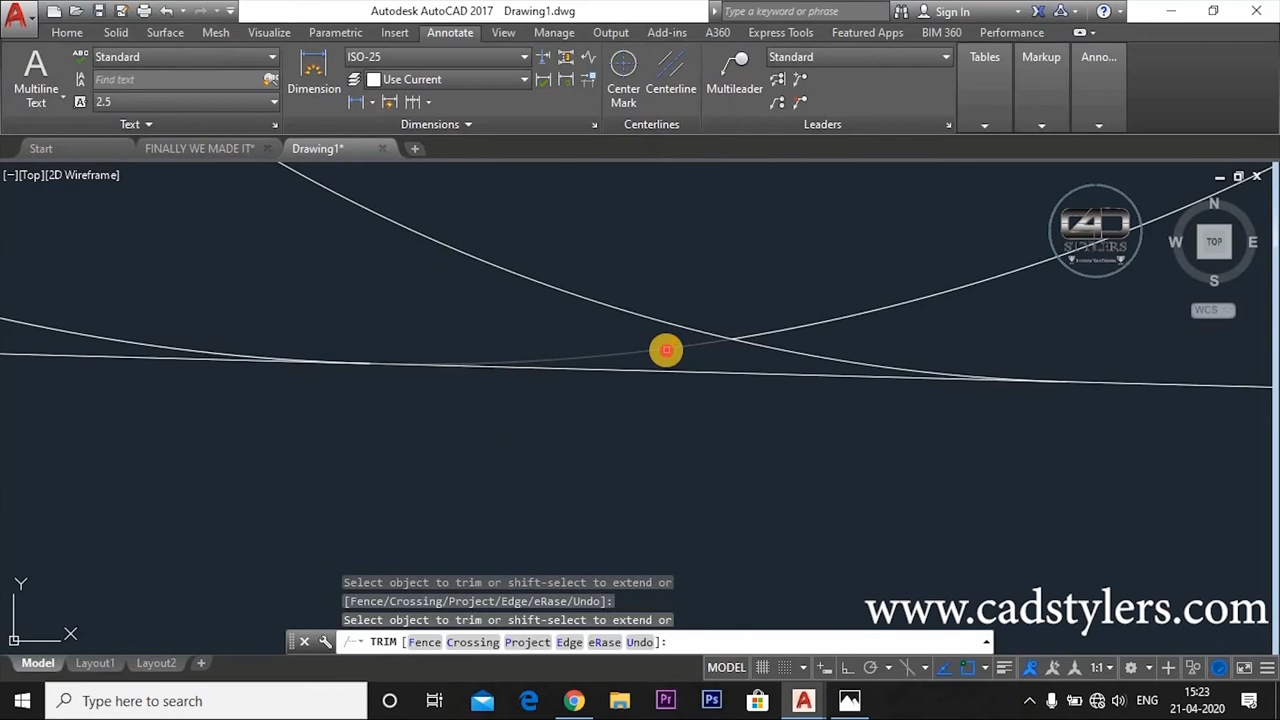 Autodesk AutoCAD 2017 Drawing1.dwg
Type a keyword or phrase
Sign In
Home Solid Surface Mesh Visualize Parametric Insert Annotate View Manage Output Add-ins A360 Express Tools Featured Apps BIM 360 Performance
Multiline Text
Standard
Find text
2.5
Text
Dimension
ISO-25
Use Current
Dimensions
Center Mark
Centerline
Centerlines
Multileader
Standard
Leaders
Tables
Markup
Anno...
Start
FINALLY WE MADE IT*
Drawing1*
[−][Top][2D Wireframe]
CAD
STYLERS
N
W TOP E
S
WCS
Y
X
Select object to trim or shift-select to extend or
[Fence/Crossing/Project/Edge/eRase/Undo]:
Select object to trim or shift-select to extend or
TRIM [Fence Crossing Project Edge eRase Undo]:
www.cadstylers.com
Model Layout1 Layout2
MODEL
1:1
Type here to search
Pr
Ps
ENG
15:23
21-04-2020